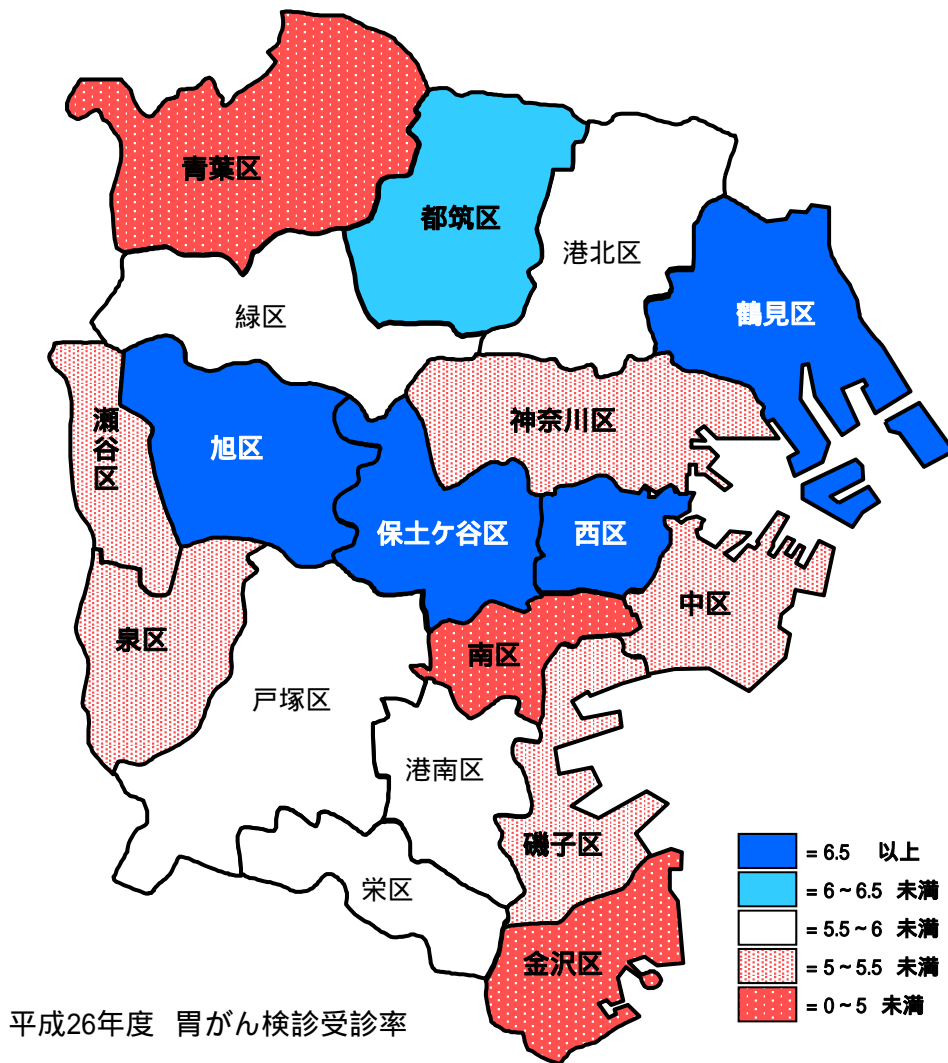 青葉区
都筑区
港北区
緑区
鶴見区
瀬谷区
旭区
神奈川区
保土ケ谷区
西区
中区
泉区
南区
戸塚区
港南区
磯子区
栄区
金沢区
= 6.5 以上
= 6～6.5 未満
= 5.5～6 未満
= 5～5.5 未満
= 0～5 未満
平成26年度 胃がん検診受診率